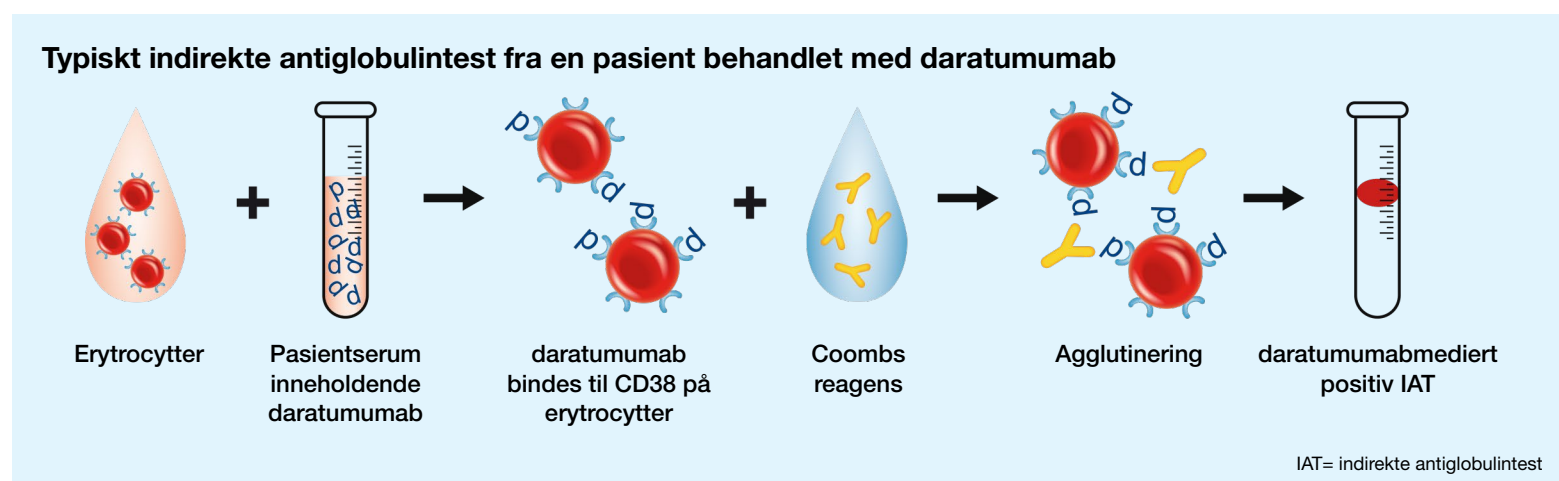 Typiskt indirekte antiglobulintest fra en pasient behandlet med daratumumab
Erytrocytter
Pasientserum
inneholdende
daratumumab
daratumumab
bindes til CD38 på
erytrocytter
Coombs
reagens
Agglutinering
daratumumabmediert
positiv IAT
IAT= indirekte antiglobulintest